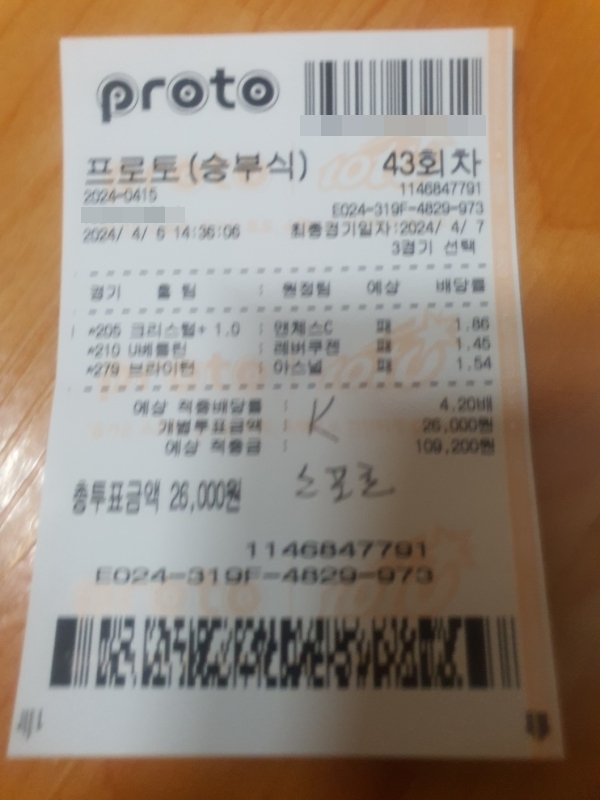 proto
프로토(승부식) 43회차
2024-0415 1146847791
E024-319F-4829-973
2024/ 4/ 6 14:36:06 최종경기일자:2024/ 4/ 7
3경기 선택
경기 홈팀 : 원정팀 예상 배당률
*205 크리스털+ 1.0 : 맨체스C 패 1.86
*210 U베를린 : 레버쿠젠 패 1.45
*279 브라이턴 : 아스널 패 1.54
예상 적중배당률 : 4.20배
개별투표금액 : 26,000원
예상 적중금 : 109,200원
K
스포츠
총투표금액 26,000원
1146847791
E024-319F-4829-973